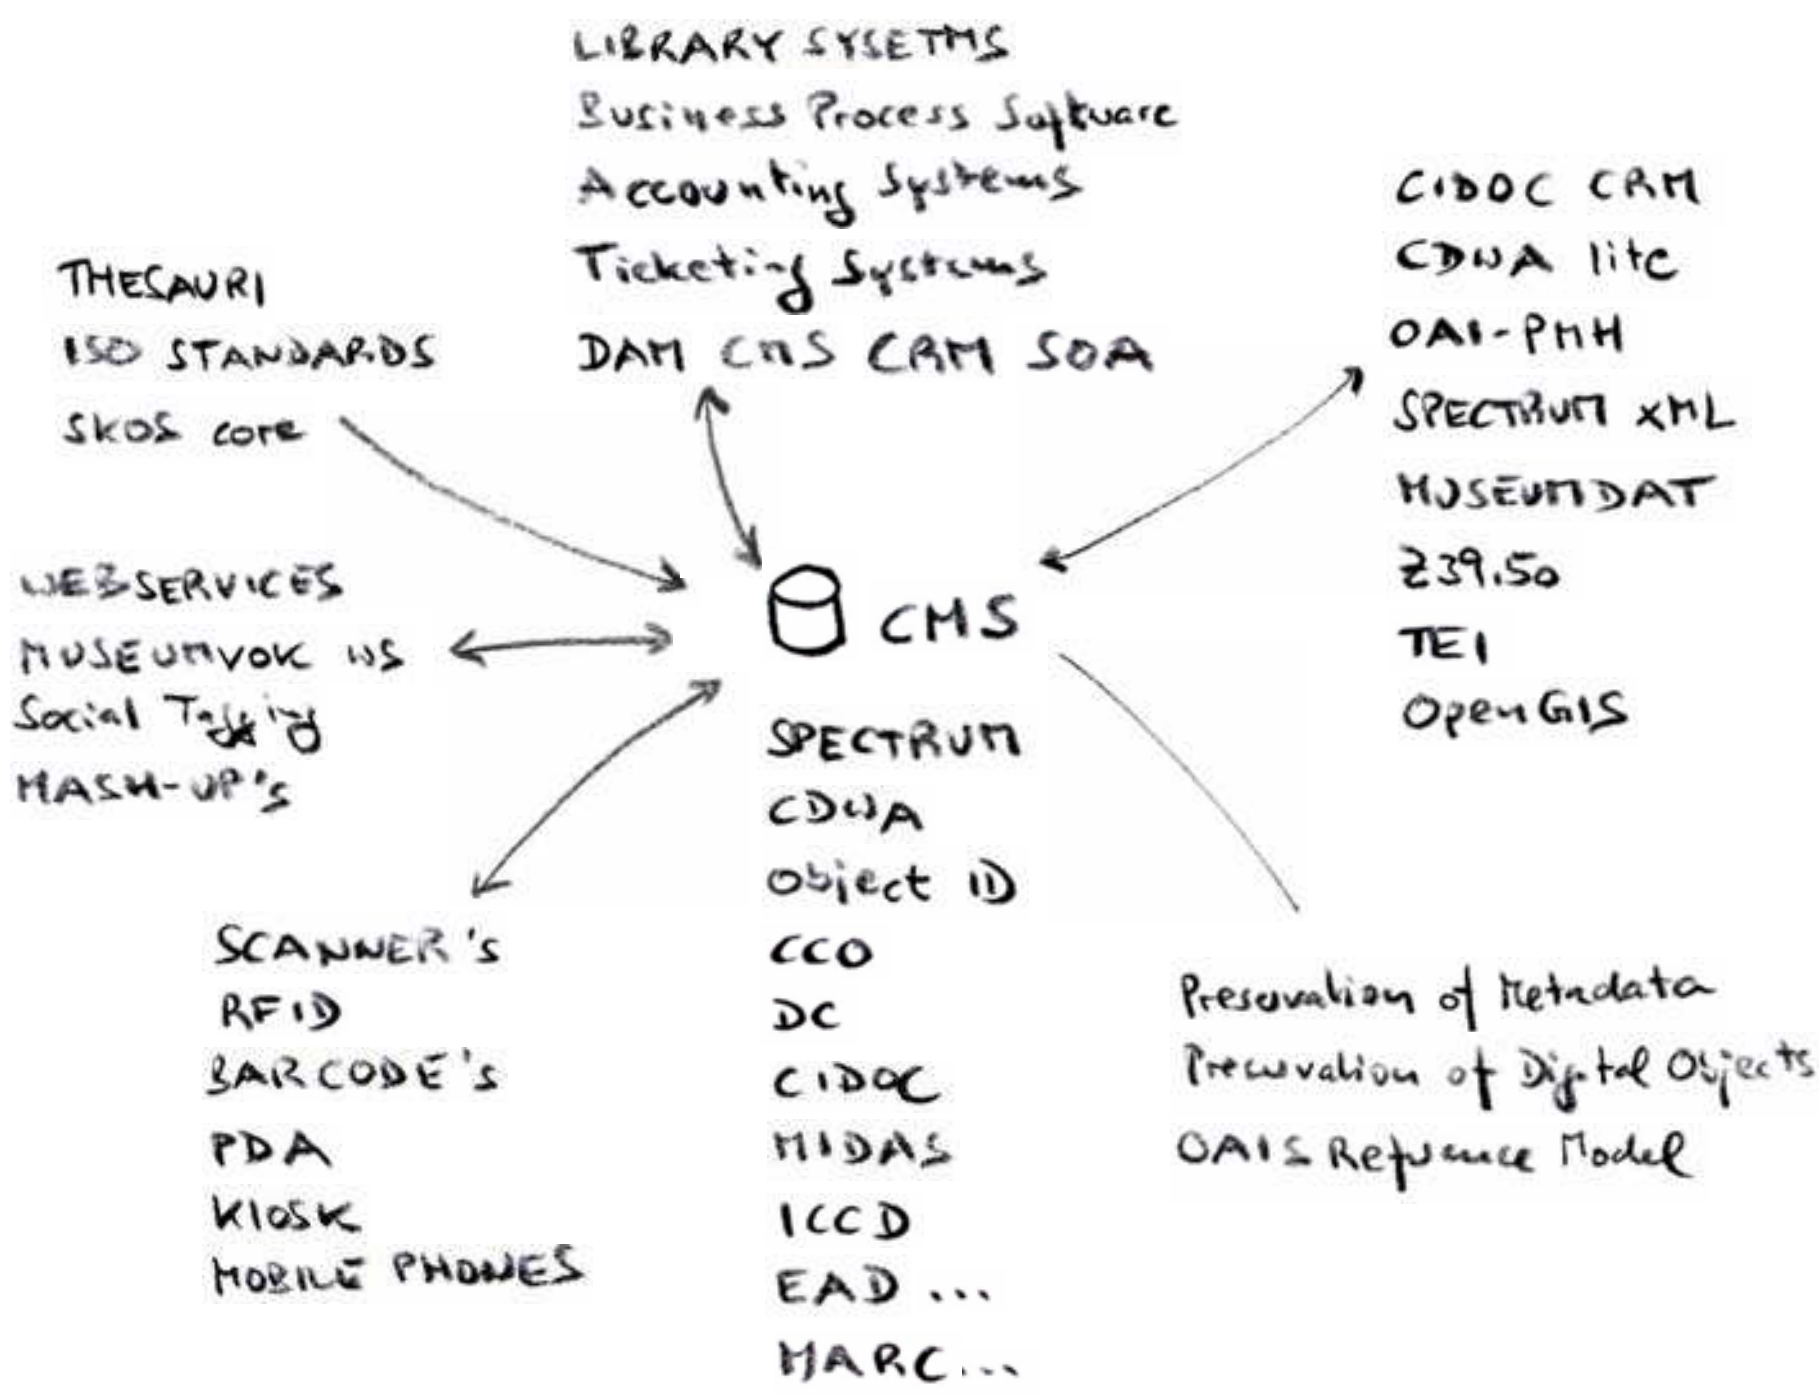 LIBRARY SYSETMS
Business Process Software
Accounting Systems
Ticketing Systems
DAM CMS CRM SOA
THESAURI
ISO STANDARDS
SKOS core
CIDOC CRM
CDWA lite
OAI-PMH
SPECTRUM XML
MUSEUMDAT
Z39.50
TEI
OpenGIS
WEBSERVICES
MUSEUMVOK WS
Social Tagging
MASH-UP's
CMS
SPECTRUM
CDWA
Object ID
CCO
DC
CIDOC
MIDAS
ICCD
EAD ...
MARC...
SCANNER's
RFID
BARCODE's
PDA
KIOSK
MOBILE PHONES
Preservation of Metadata
Preservation of Digital Objects
OAIS Reference Model